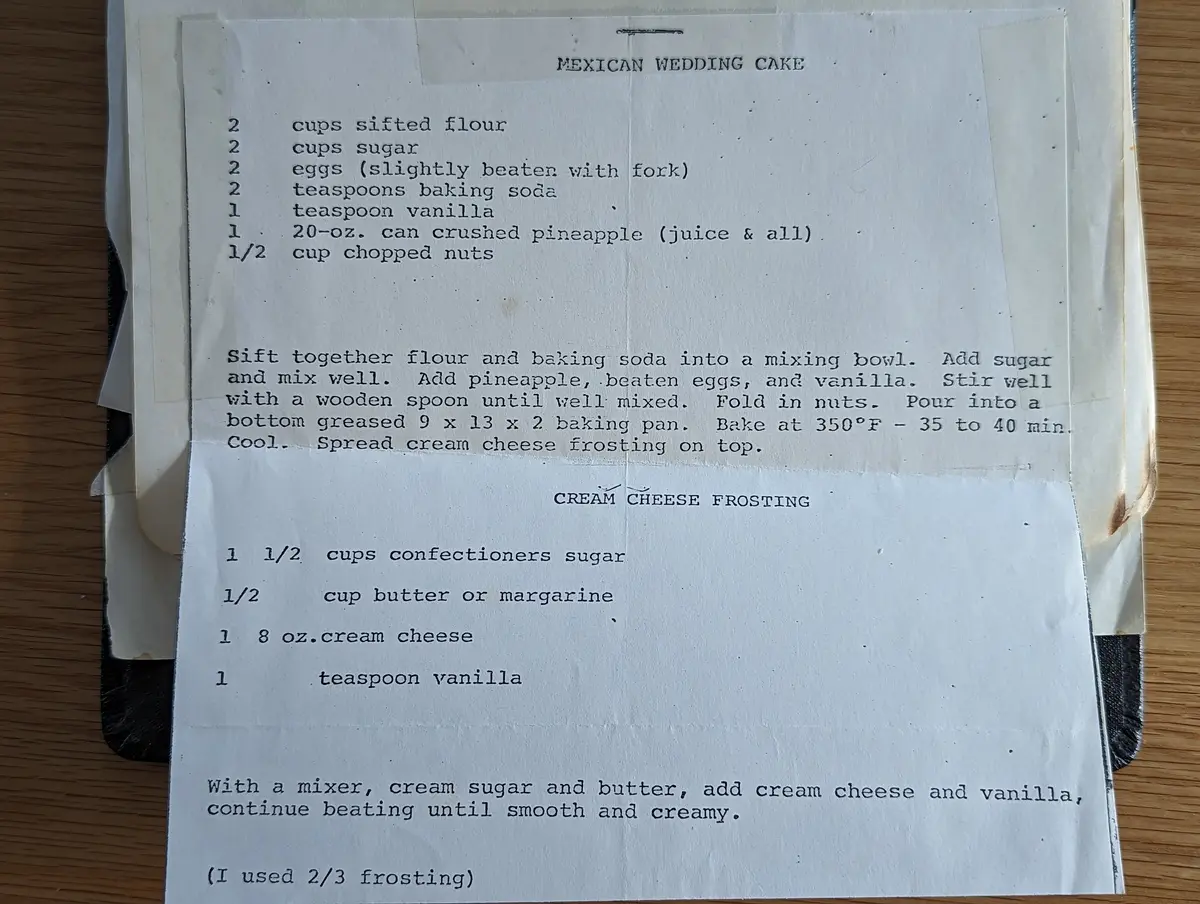 MEXICAN WEDDING CAKE
2 cups sifted flour
2 cups sugar
2 eggs (slightly beaten with fork)
2 teaspoons baking soda
1 teaspoon vanilla
1 20-oz. can crushed pineapple (juice & all)
1/2 cup chopped nuts
Sift together flour and baking soda into a mixing bowl. Add sugar
and mix well. Add pineapple, beaten eggs, and vanilla. Stir well
with a wooden spoon until well mixed. Fold in nuts. Pour into a
bottom greased 9 x 13 x 2 baking pan. Bake at 350°F - 35 to 40 min.
Cool. Spread cream cheese frosting on top.
CREAM CHEESE FROSTING
1 1/2 cups confectioners sugar
1/2 cup butter or margarine
1 8 oz.cream cheese
1 teaspoon vanilla
With a mixer, cream sugar and butter, add cream cheese and vanilla,
continue beating until smooth and creamy.
(I used 2/3 frosting)